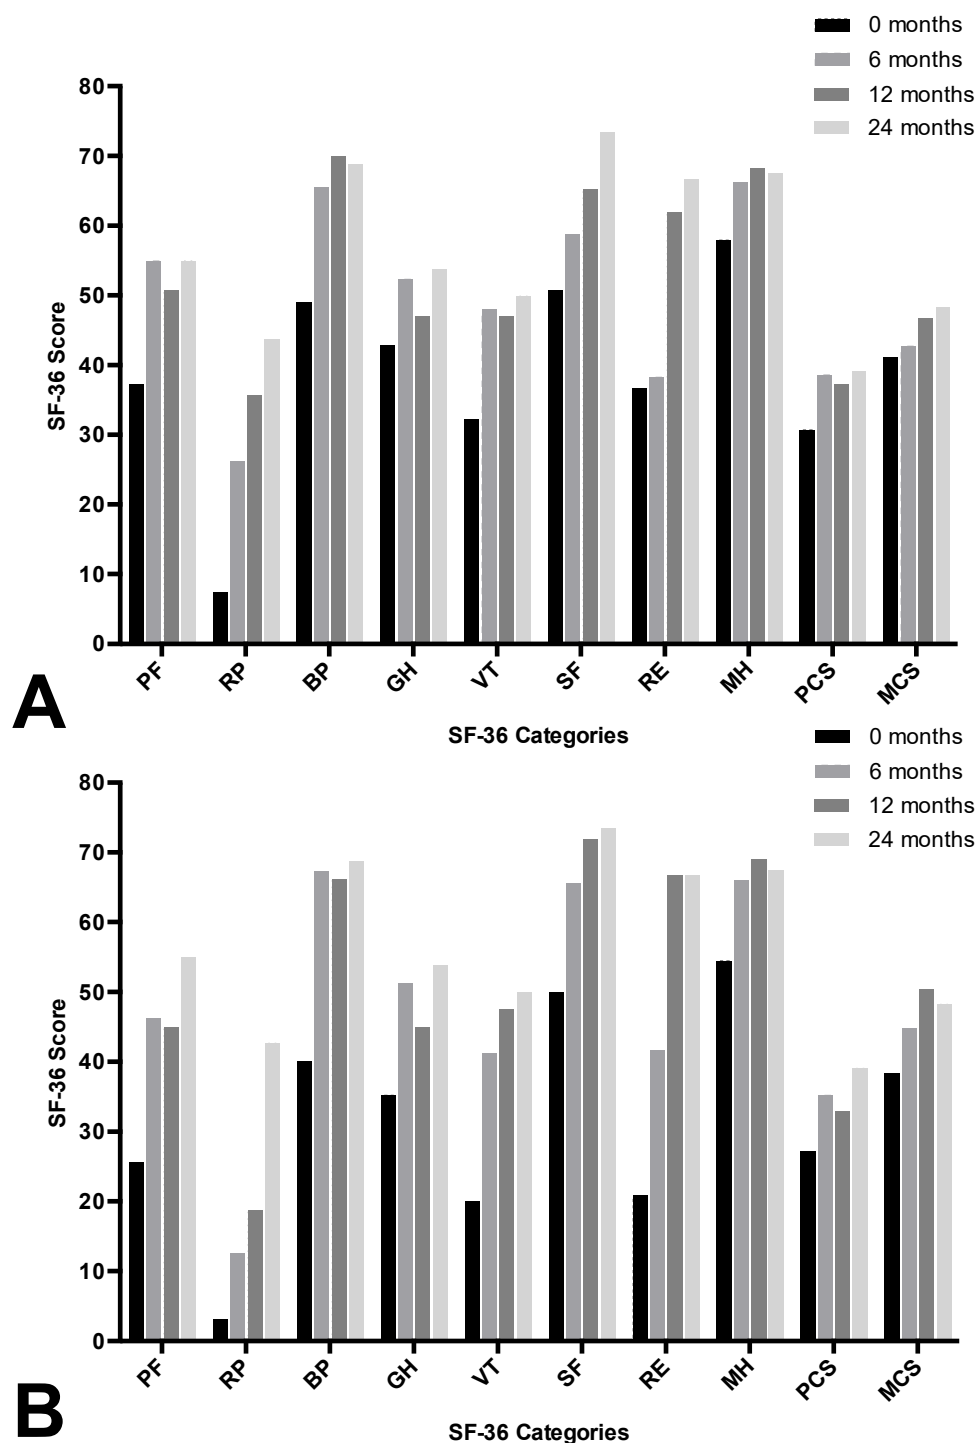 0 months
6 months
12 months
24 months
80
70
60
50
40
30
20
10
0
SF-36 Score
PF RP BP GH VT SF RE MH PCS MCS
SF-36 Categories
A
0 months
6 months
12 months
24 months
80
70
60
50
40
30
20
10
0
SF-36 Score
PF RP BP GH VT SF RE MH PCS MCS
SF-36 Categories
B